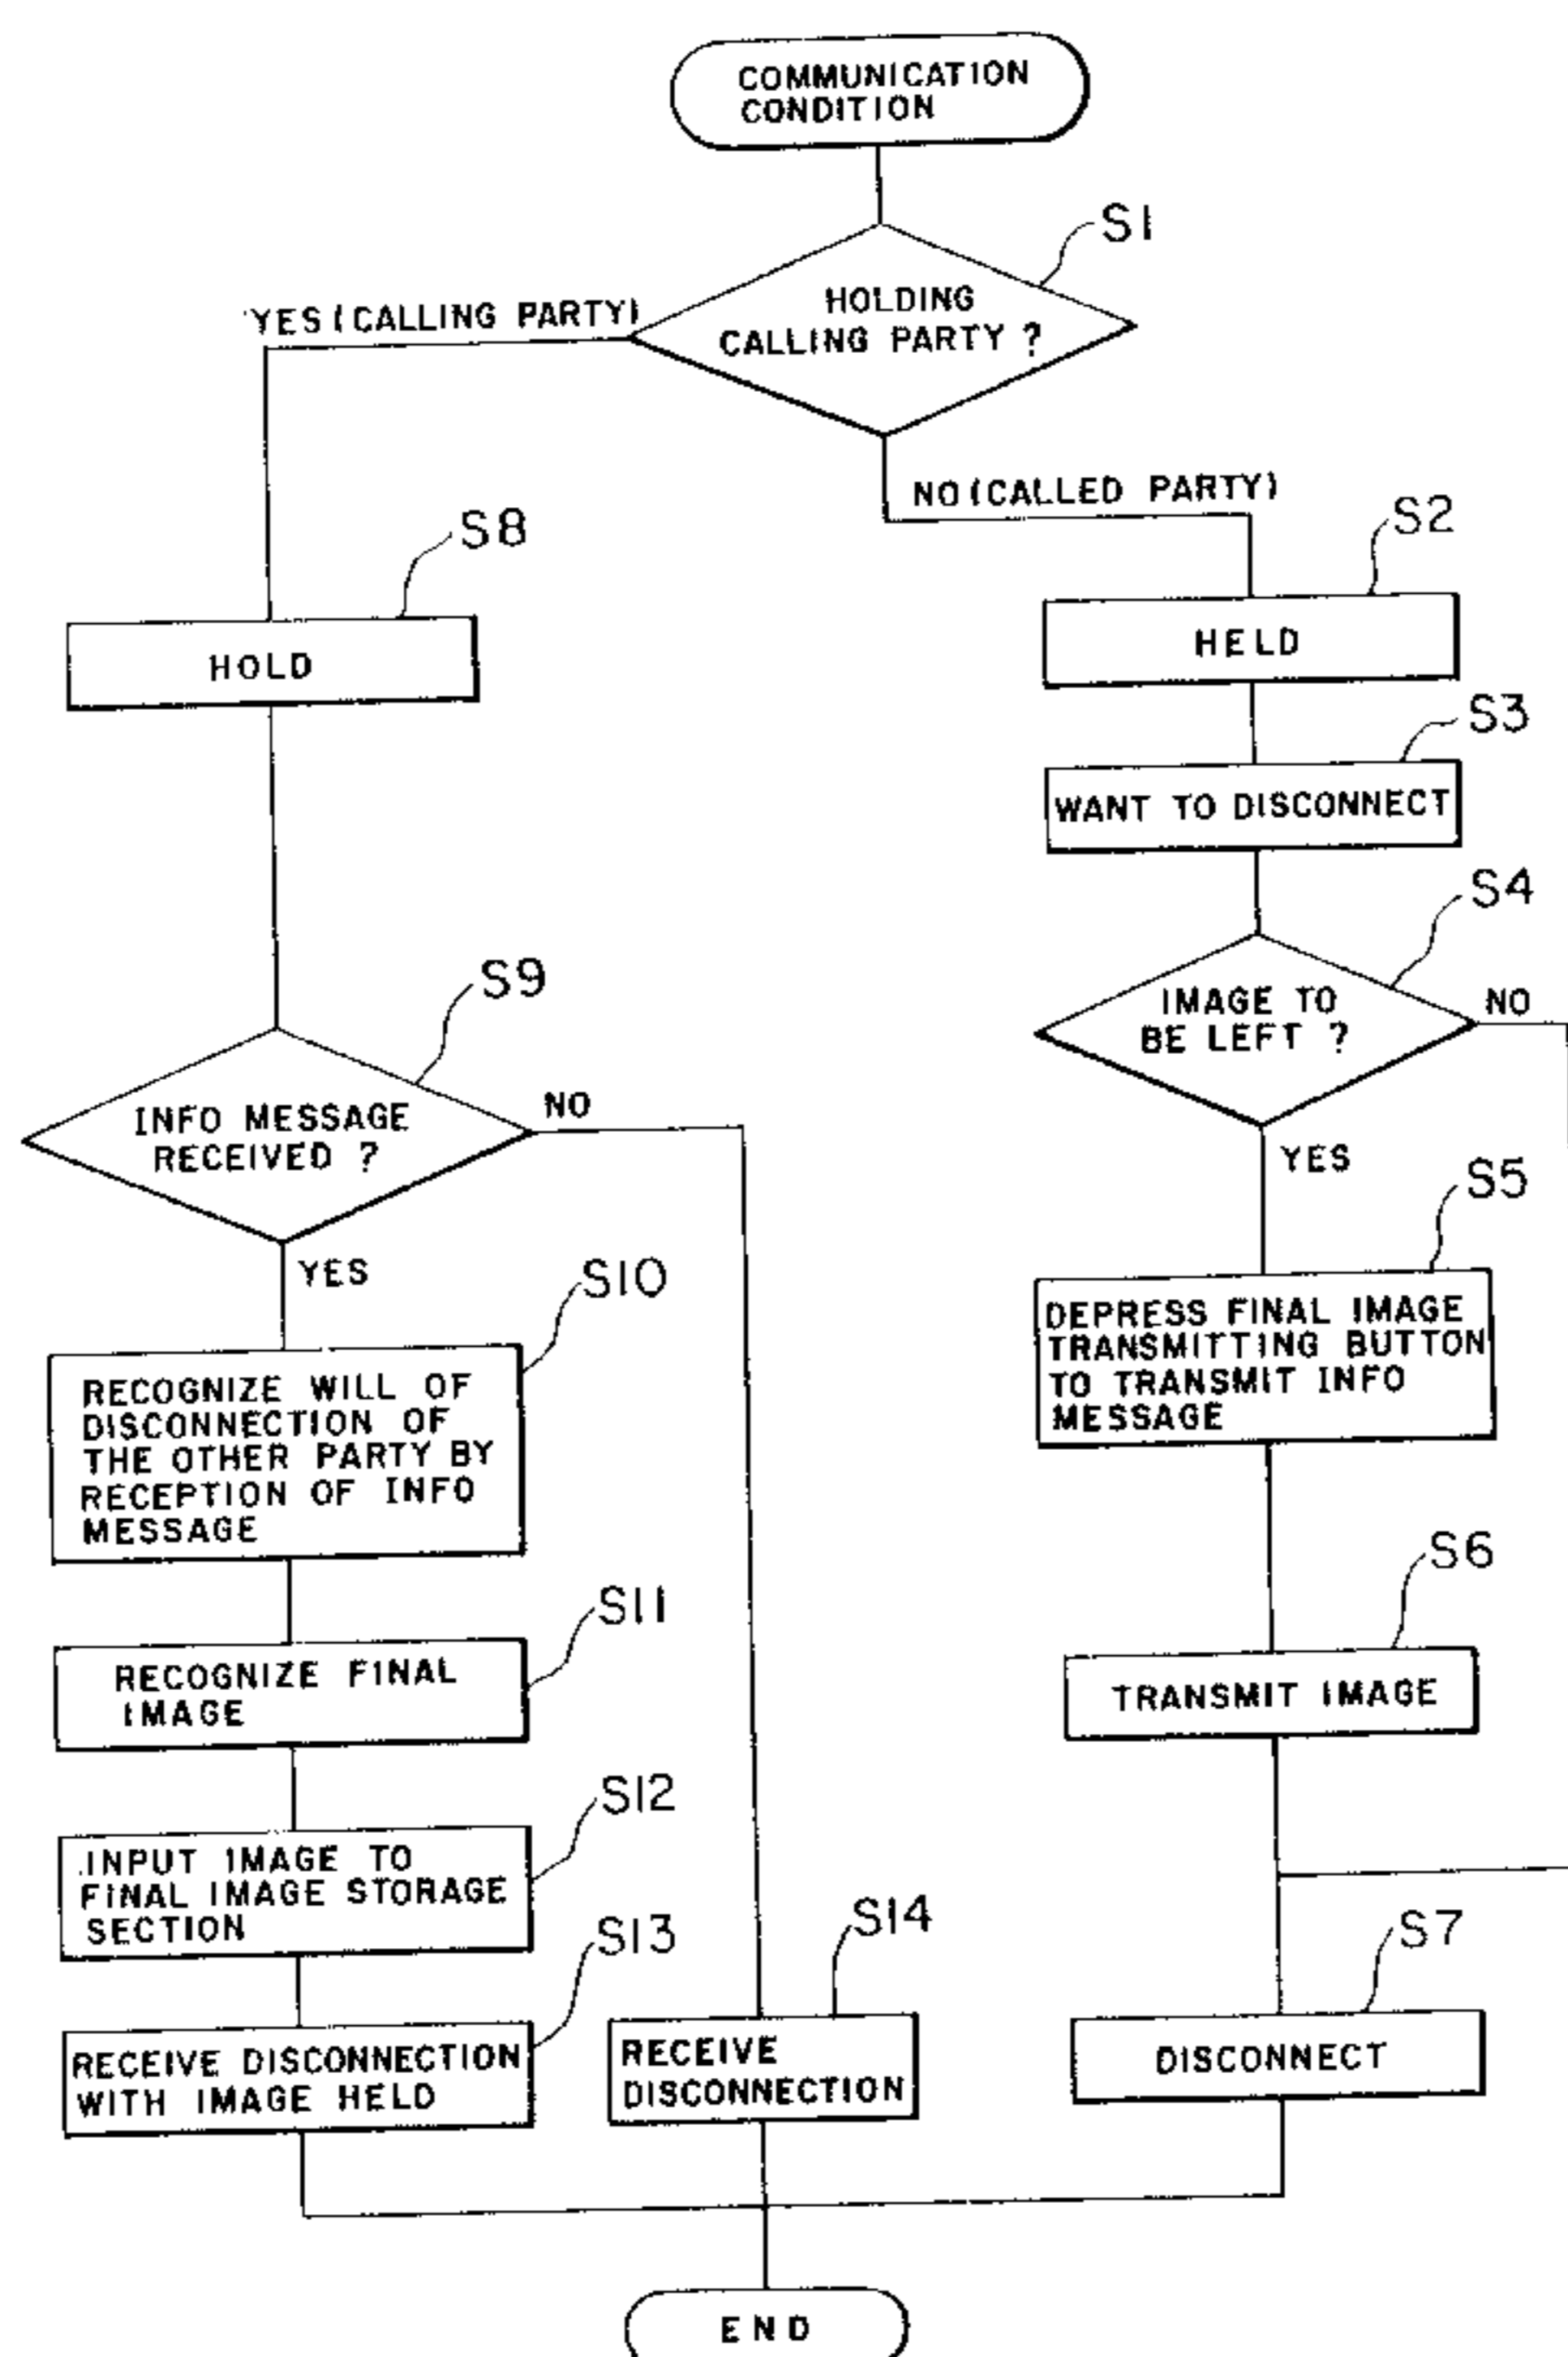 COMMUNICATION
CONDITION
S1
HOLDING
CALLING PARTY ?
YES (CALLING PARTY)
NO (CALLED PARTY)
S8
HOLD
S2
HELD
S3
WANT TO DISCONNECT
S4
IMAGE TO
BE LEFT ?
NO
YES
S9
INFO MESSAGE
RECEIVED ?
NO
YES
S5
DEPRESS FINAL IMAGE
TRANSMITTING BUTTON
TO TRANSMIT INFO
MESSAGE
S10
RECOGNIZE WILL OF
DISCONNECTION OF
THE OTHER PARTY BY
RECEPTION OF INFO
MESSAGE
S6
TRANSMIT IMAGE
S11
RECOGNIZE FINAL
IMAGE
S12
INPUT IMAGE TO
FINAL IMAGE STORAGE
SECTION
S13
RECEIVE DISCONNECTION
WITH IMAGE HELD
S14
RECEIVE
DISCONNECTION
S7
DISCONNECT
END